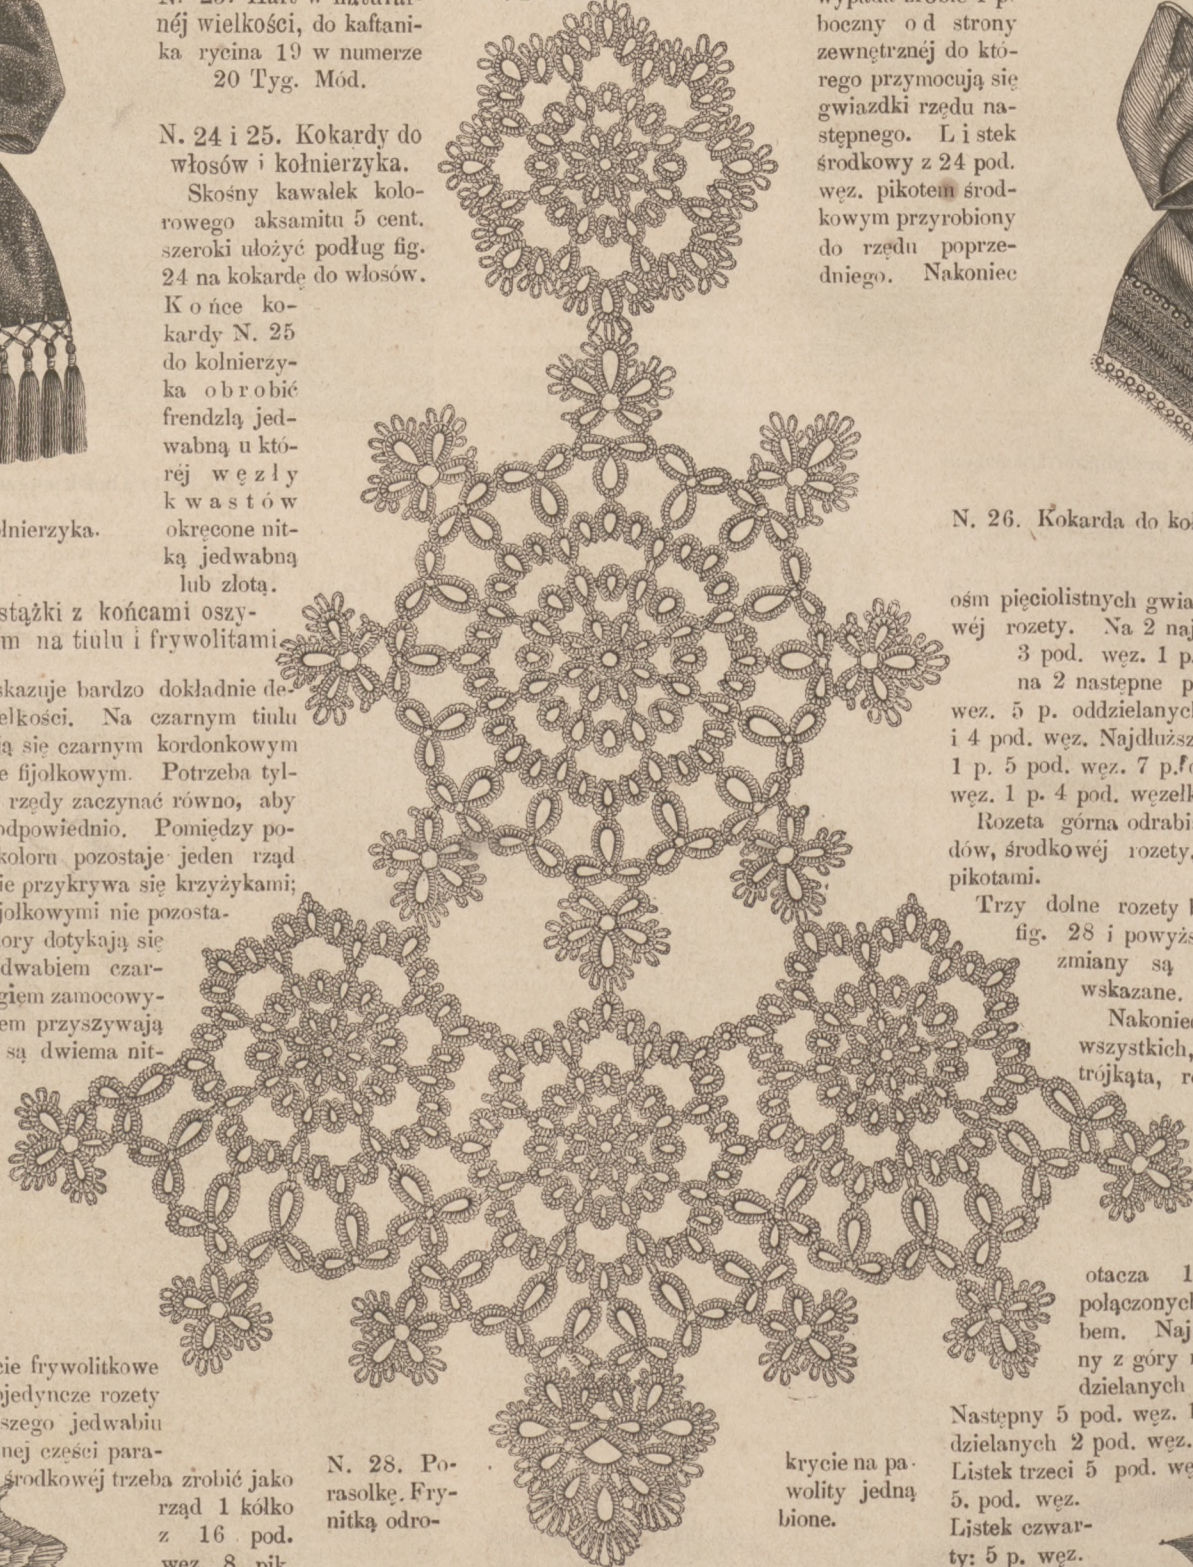 néj wielkości, do kaftani-
ka rycina 19 w numerze
20 Tyg. Mód.
N. 24 i 25. Kokardy do
włosów i kołnierzyka.
Skośny kawałek kolo-
rowego aksamitu 5 cent.
szeroki ułożyć podług fig.
24 na kokardę do włosów.
Końce ko-
kardy N. 25
do kolnierzy-
ka obrobić
frendzlą jed-
wabną u któ-
réj węzły
kwastów
okręcone nit-
ką jedwabną
lub złotą.
ołnierzyka.
stążki z końcami oszy-
m na tiulu i frywolitami.
skazuje bardzo dokładnie de-
elkości. Na czarnym tiulu
ją się czarnym kordonkowym
e fijołkowym. Potrzeba tyl-
rzędy zaczynać równo, aby
odpowiednio. Pomiędzy po-
koloru pozostaje jeden rząd
ie przykrywa się krzyżykami;
jołkowymi nie pozosta-
ory dotykają się
dwabiem czar-
giem zamocowy-
em przyszywają
są dwiema nit-
cie frywolitkowe
ojedyncze rozety
szego jedwabiu
nej części para-
środkowéj trzeba zrobić jako
rząd 1 kółko
z 16 pod.
węz. 8 pik.
N. 28. Po-
rasolkę. Fry-
nitką odro-
krycie na pa-
wolity jedną
bione.
boczny od strony
zewnętrznéj do któ-
rego przymocują się
gwiazdki rzędu na-
stępnego. Listek
środkowy z 24 pod.
węz. pikotem środ-
kowym przyrobiony
do rzędu poprze-
dniego. Nakoniec
N. 26. Kokarda do ko
ośm pięciolistnych gwia
wéj rozety. Na 2 naj
3 pod. węz. 1 p.
na 2 następne p
węz. 5 p. oddzielanych
i 4 pod. węz. Najdłuższ
1 p. 5 pod. węz. 7 p.
węz. 1 p. 4 pod. węzełk
Rozeta górna odrabi
dów, środkowéj rozety,
pikotami.
Trzy dolne rozety
fig. 28 i powyżs
zmiany są
wskazane.
Nakoniec
wszystkich,
trójkąta, r
otacza 1
połączonych
bem. Naj
ny z góry
dzielanych
Następny 5 pod. węz.
dzielanych 2 pod. węz.
Listek trzeci 5 pod. wę
5. pod. węz.
Listek czwar-
ty: 5 p. węz.